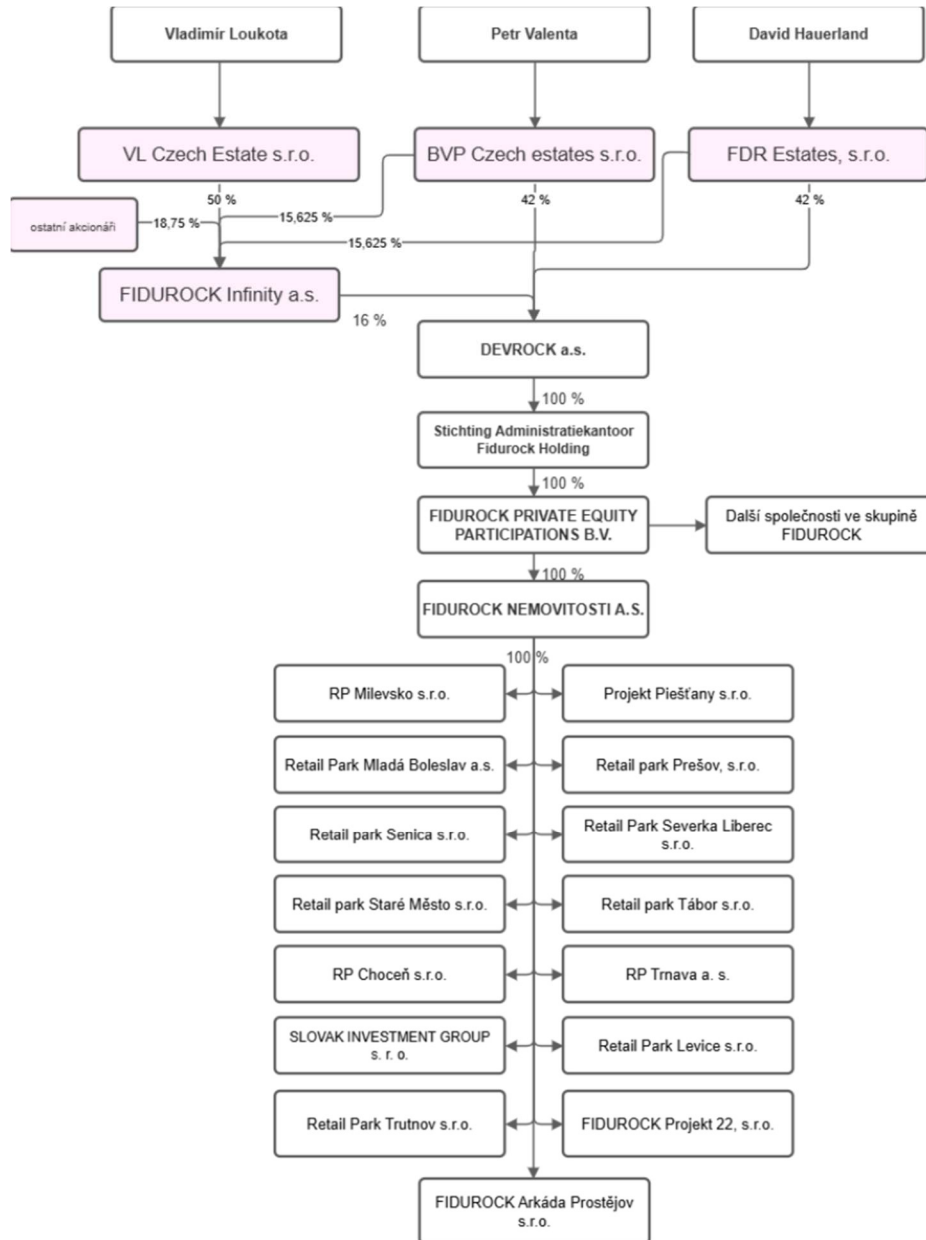 Vladimír Loukota
Petr Valenta
David Hauerland
VL Czech Estate s.r.o.
BVP Czech estates s.r.o.
FDR Estates, s.r.o.
50 %
42 %
42 %
ostatní akcionáři
18,75 %
15,625 %
15,625 %
FIDUROCK Infinity a.s.
16 %
DEVROCK a.s.
100 %
Stichting Administratiekantoor
Fidurock Holding
100 %
FIDUROCK PRIVATE EQUITY
PARTICIPATIONS B.V.
Další společnosti ve skupině
FIDUROCK
100 %
FIDUROCK NEMOVITOSTI A.S.
100 %
RP Milevsko s.r.o.
Projekt Piešťany s.r.o.
Retail Park Mladá Boleslav a.s.
Retail park Prešov, s.r.o.
Retail park Senica s.r.o.
Retail Park Severka Liberec
s.r.o.
Retail park Staré Město s.r.o.
Retail park Tábor s.r.o.
RP Choceň s.r.o.
RP Trnava a. s.
SLOVAK INVESTMENT GROUP
s. r. o.
Retail Park Levice s.r.o.
Retail Park Trutnov s.r.o.
FIDUROCK Projekt 22, s.r.o.
FIDUROCK Arkáda Prostějov
s.r.o.